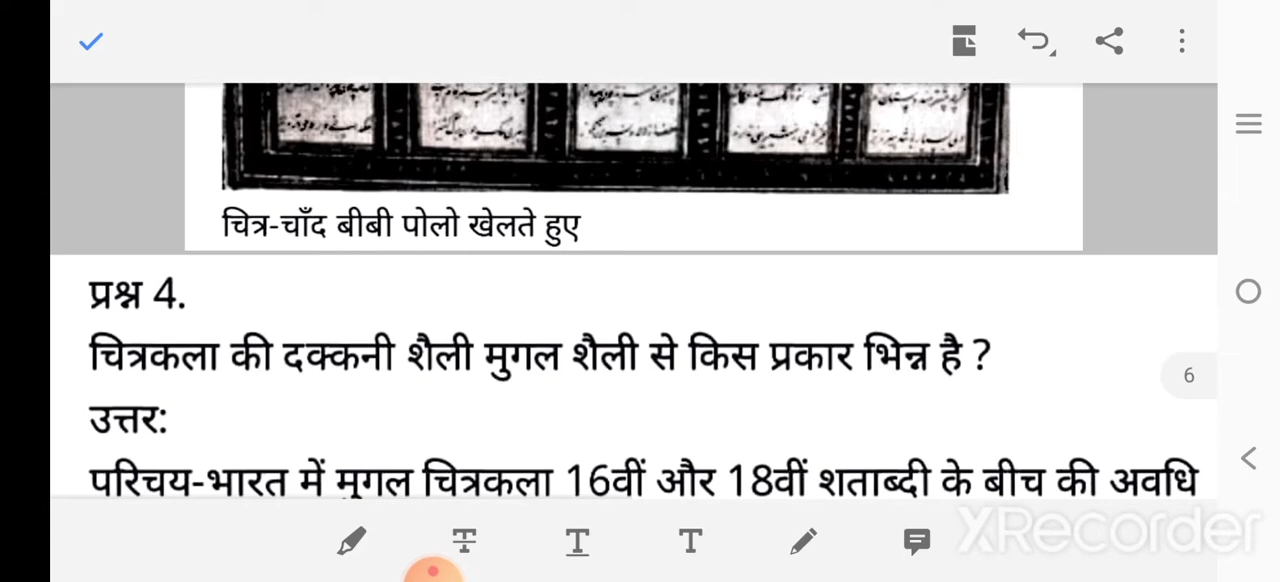 चित्र-चाँद बीबी पोलो खेलते हुए
प्रश्न 4.
चित्रकला की दक्कनी शैली मुगल शैली से किस प्रकार भिन्न है ?
6
उत्तर:
परिचय-भारत में मुगल चित्रकला 16वीं और 18वीं शताब्दी के बीच की अवधि
T T T
XRecorder